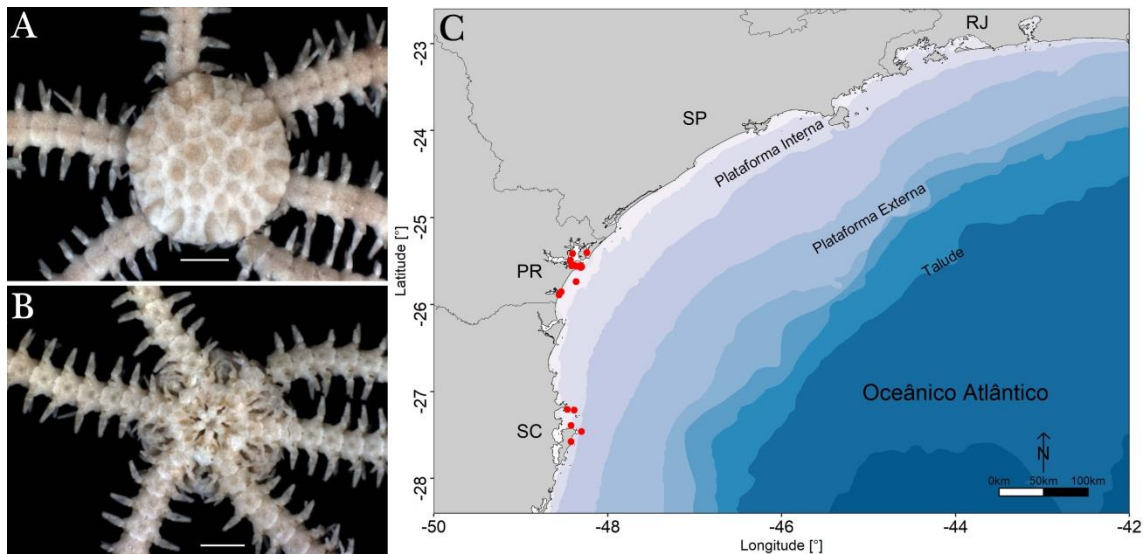 A
B
C
RJ
SP
PR
SC
Plataforma Interna
Plataforma Externa
Talude
Oceânico Atlântico
N
0km 50km 100km
Latitude [°]
-23
-24
-25
-26
-27
-28
-50 -48 -46 -44 -42
Longitude [°]